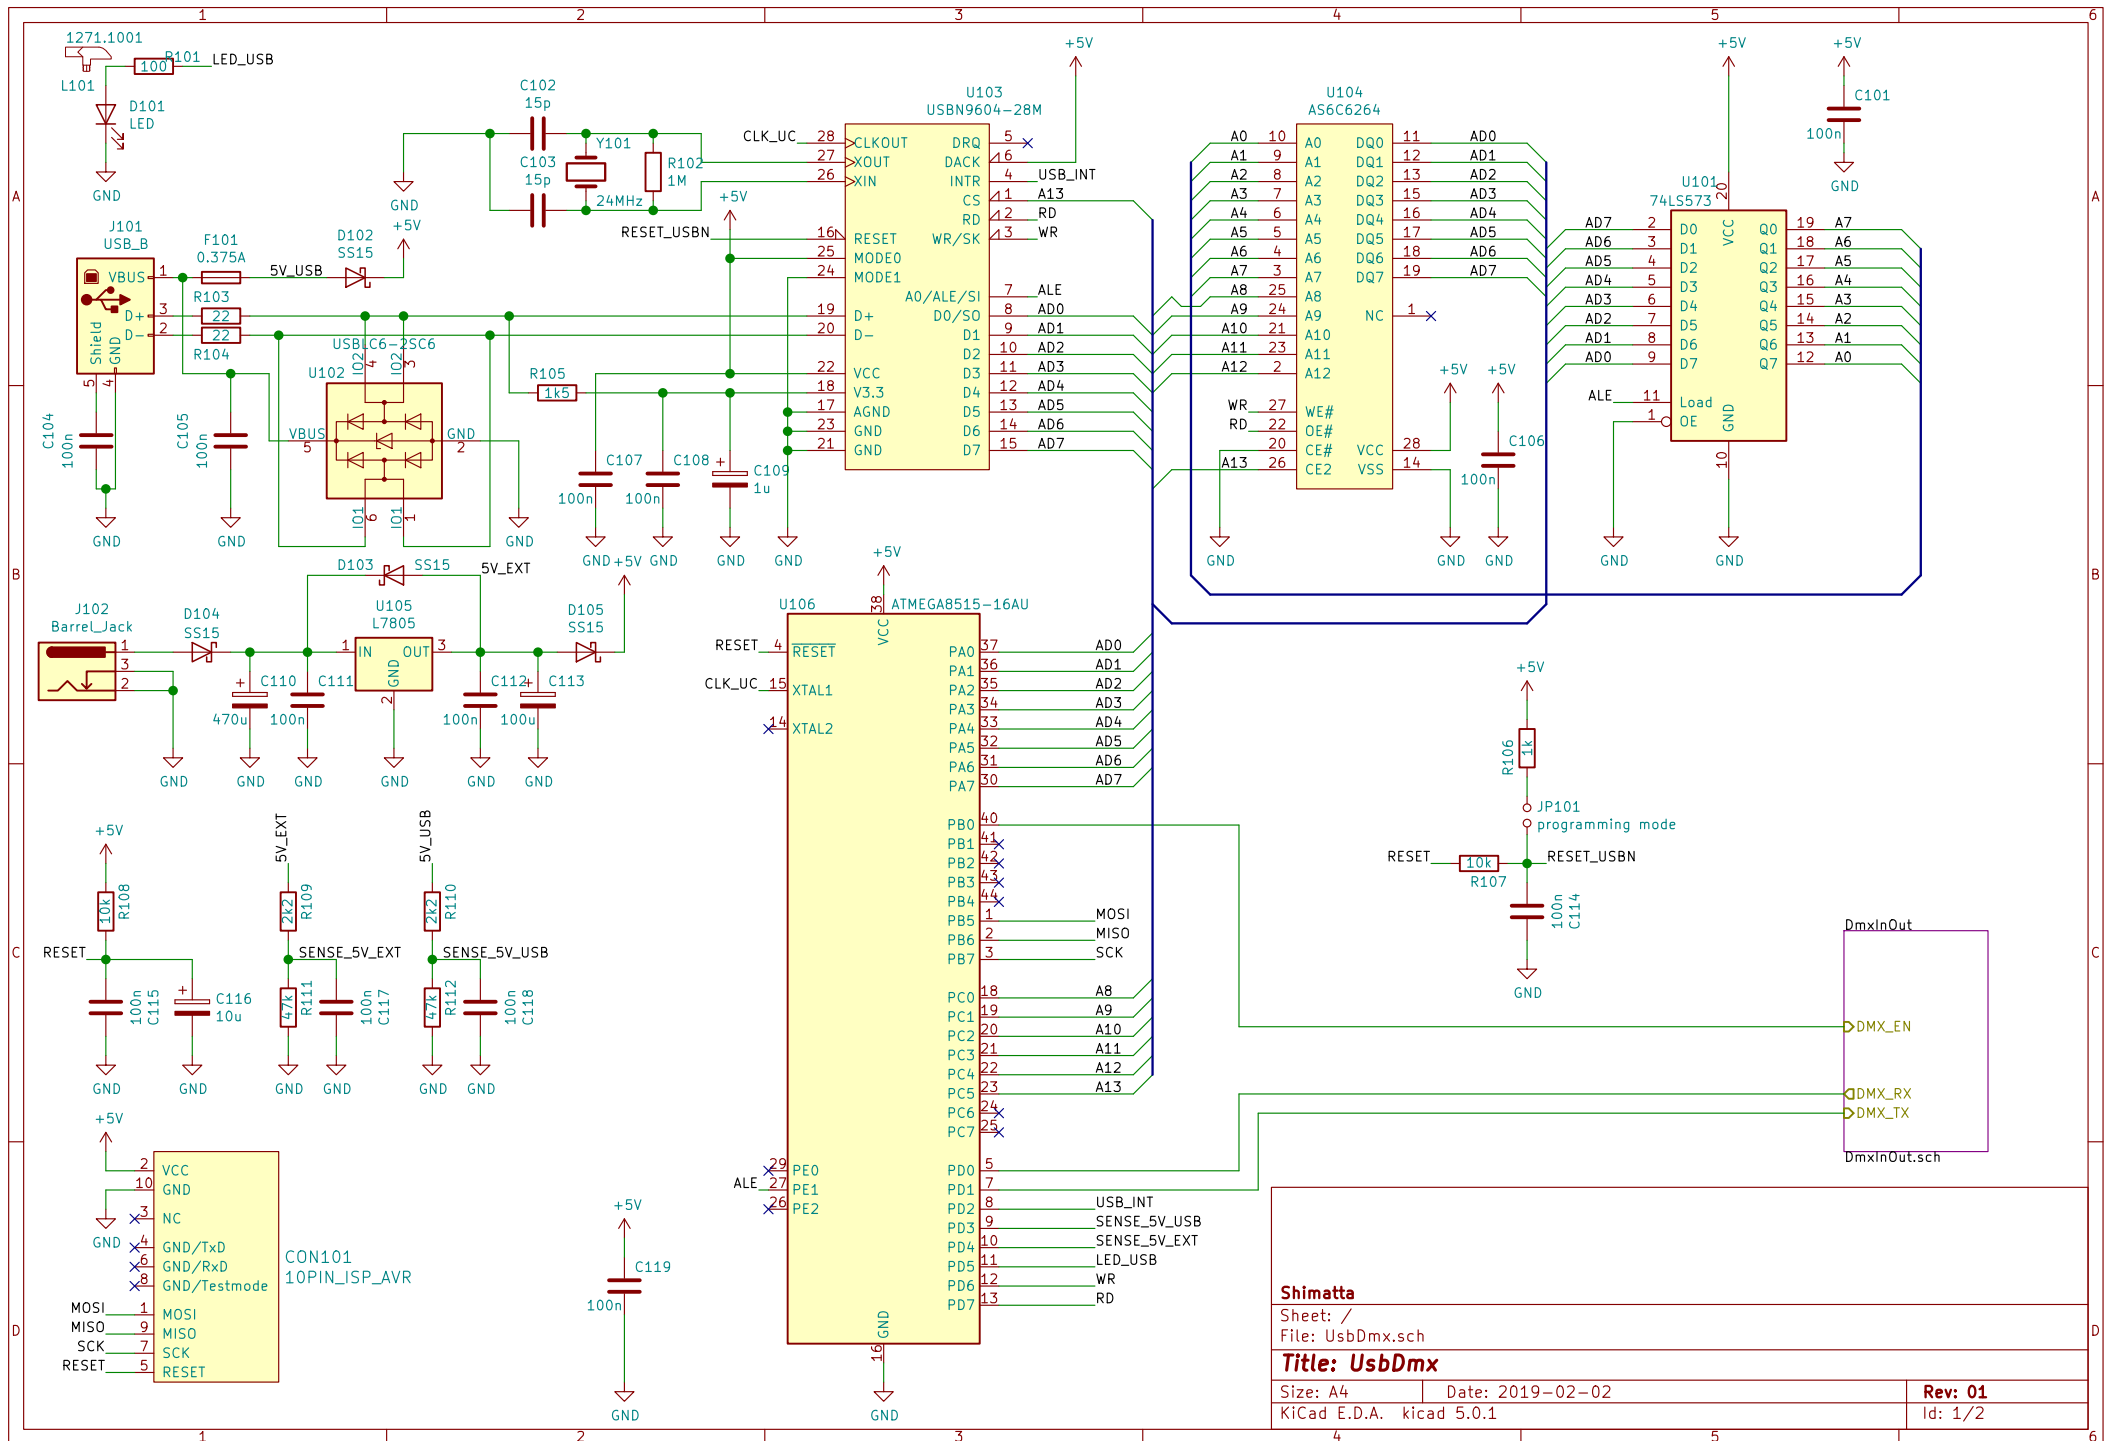 1 2 3 4 5 6
A
B
C
D
1271.1001
L101
R101
100
LED_USB
D101
LED
GND
J101
USB_B
VBUS 1
D+ 3
D- 2
Shield
GND
5 4
F101
0.375A
5V_USB
D102
SS15
+5V
R103
22
22
R104
C104
100n
GND
C105
100n
GND
USBLC6-2SC6
U102
IO2 4
IO2 3
VBUS
5
GND
2
IO1 6
IO1 1
GND
C102
15p
C103
15p
Y101
24MHz
R102
1M
GND
+5V
RESET_USBN
CLK_UC
R105
1k5
C107
100n
GND
C108
100n
GND
C109
1u
GND
GND
U103
USBN9604-28M
28 CLKOUT
27 XOUT
26 XIN
16 RESET
25 MODE0
24 MODE1
19 D+
20 D-
22 VCC
18 V3.3
17 AGND
23 GND
21 GND
DRQ 5
DACK 6
INTR 4 USB_INT
CS 1 A13
RD 2 RD
WR/SK 3 WR
A0/ALE/SI 7 ALE
D0/SO 8 AD0
D1 9 AD1
D2 10 AD2
D3 11 AD3
D4 12 AD4
D5 13 AD5
D6 14 AD6
D7 15 AD7
+5V
U104
AS6C6264
A0 10 A0
A1 9 A1
A2 8 A2
A3 7 A3
A4 6 A4
A5 5 A5
A6 4 A6
A7 3 A7
A8 25 A8
A9 24 A9
A10 21 A10
A11 23 A11
A12 2 A12
WR 27 WE#
RD 22 OE#
20 CE#
A13 26 CE2
DQ0 11 AD0
DQ1 12 AD1
DQ2 13 AD2
DQ3 15 AD3
DQ4 16 AD4
DQ5 17 AD5
DQ6 18 AD6
DQ7 19 AD7
NC 1
VCC 28
VSS 14
GND
+5V
GND
+5V
C106
100n
GND
+5V
U101
74LS573
20
VCC
AD7 2 D0
AD6 3 D1
AD5 4 D2
AD4 5 D3
AD3 6 D4
AD2 7 D5
AD1 8 D6
AD0 9 D7
ALE 11 Load
1 OE
Q0 19 A7
Q1 18 A6
Q2 17 A5
Q3 16 A4
Q4 15 A3
Q5 14 A2
Q6 13 A1
Q7 12 A0
GND
10
GND
GND
+5V
C101
100n
GND
J102
Barrel_Jack
1
3
2
GND
D104
SS15
D103 SS15
5V_EXT
C110
470u
GND
C111
100n
GND
U105
L7805
1 IN OUT 3
GND
2
GND
C112
100n
GND
C113
100u
GND
D105
SS15
+5V
+5V
R108
10k
RESET
C115
100n
GND
C116
10u
GND
5V_EXT
R109
2k2
SENSE_5V_EXT
R111
47k
GND
C117
100n
GND
5V_USB
R110
2k2
SENSE_5V_USB
R112
47k
GND
C118
100n
GND
+5V
2 VCC
10 GND
3 NC
GND
4 GND/TxD
6 GND/RxD
8 GND/Testmode
MOSI 1 MOSI
MISO 9 MISO
SCK 7 SCK
RESET 5 RESET
CON101
10PIN_ISP_AVR
+5V
C119
100n
GND
+5V
U106
38
VCC
ATMEGA8515-16AU
RESET 4 RESET
CLK_UC 15 XTAL1
14 XTAL2
29 PE0
ALE 27 PE1
26 PE2
PA0 37 AD0
PA1 36 AD1
PA2 35 AD2
PA3 34 AD3
PA4 33 AD4
PA5 32 AD5
PA6 31 AD6
PA7 30 AD7
PB0 40
PB1 41
PB2 42
PB3 43
PB4 44
PB5 1 MOSI
PB6 2 MISO
PB7 3 SCK
PC0 18 A8
PC1 19 A9
PC2 20 A10
PC3 21 A11
PC4 22 A12
PC5 23 A13
PC6 24
PC7 25
PD0 5
PD1 7
PD2 8 USB_INT
PD3 9 SENSE_5V_USB
PD4 10 SENSE_5V_EXT
PD5 11 LED_USB
PD6 12 WR
PD7 13 RD
GND
16
GND
+5V
R106
1k
JP101
programming mode
RESET
10k
R107
RESET_USBN
100n
C114
GND
DmxInOut
DMX_EN
DMX_RX
DMX_TX
DmxInOut.sch
Shimatta
Sheet: /
File: UsbDmx.sch
Title: UsbDmx
Size: A4 Date: 2019-02-02 Rev: 01
KiCad E.D.A. kicad 5.0.1 Id: 1/2
A
B
C
D
1 2 3 4 5 6